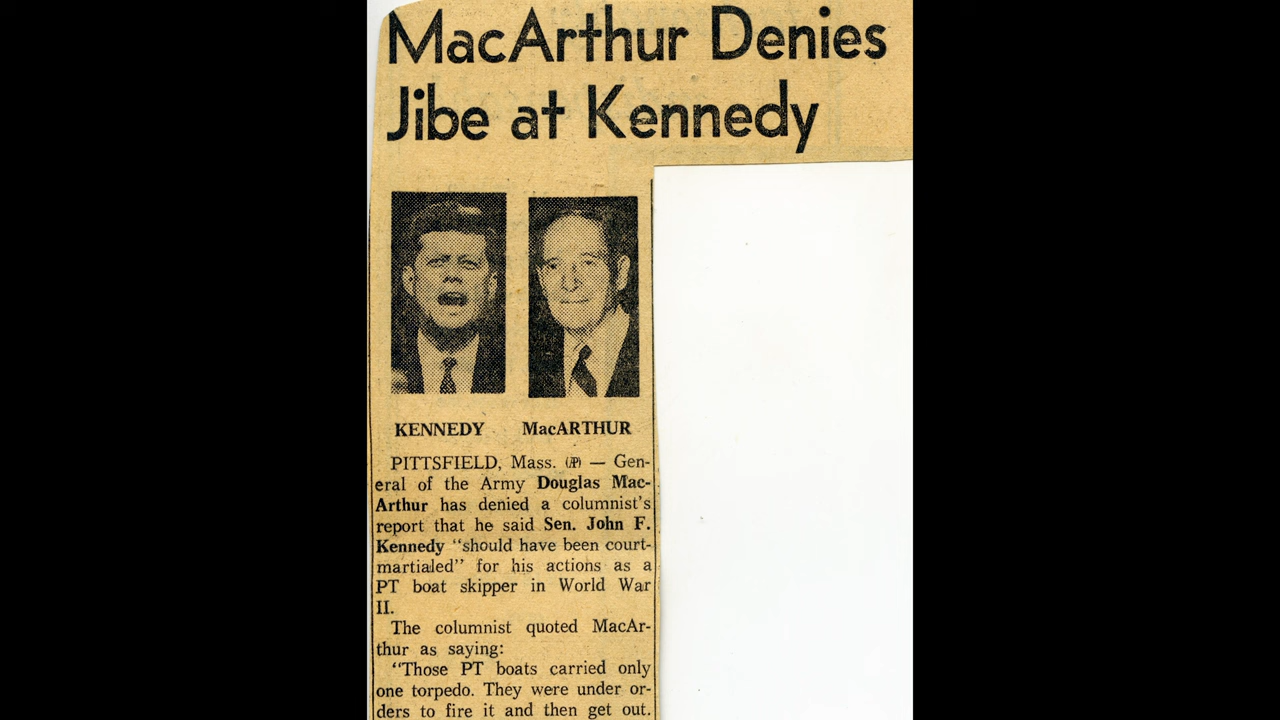 MacArthur Denies
Jibe at Kennedy
KENNEDY MacARTHUR
PITTSFIELD, Mass. (AP) — Gen-
eral of the Army Douglas Mac-
Arthur has denied a columnist's
report that he said Sen. John F.
Kennedy “should have been court-
martialed” for his actions as a
PT boat skipper in World War
II.
The columnist quoted MacAr-
thur as saying:
“Those PT boats carried only
one torpedo. They were under or-
ders to fire it and then get out.